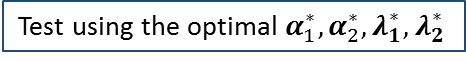 Test using the optimal α₁*, α₂*, λ₁*, λ₂*